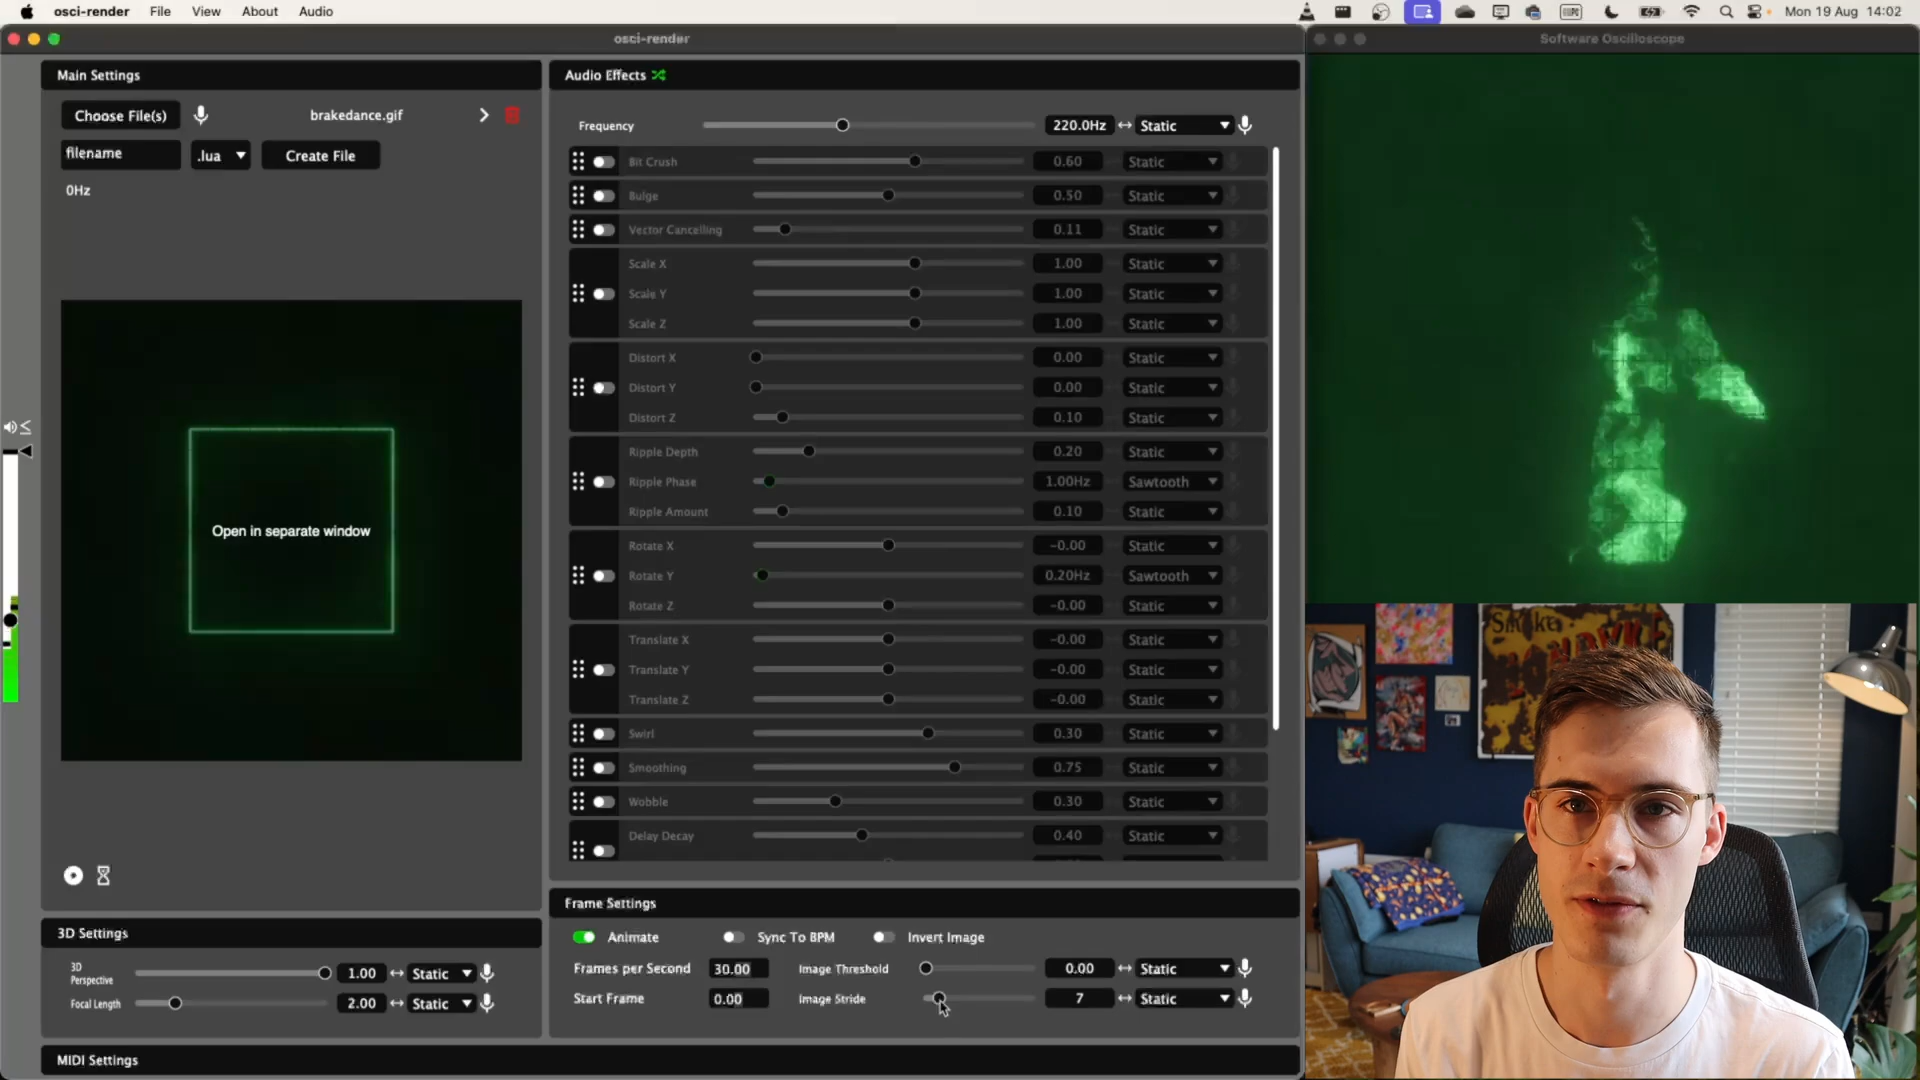 osci-render File View About Audio
Mon 19 Aug 14:02
osci-render
Software Oscilloscope
Main Settings
Choose File(s)
brakedance.gif
filename
.lua
Create File
0Hz
Open in separate window
3D Settings
3D Perspective 1.00 Static
Focal Length 2.00 Static
MIDI Settings
Audio Effects
Frequency 220.0Hz Static
Bit Crush 0.60 Static
Bulge 0.50 Static
Vector Cancelling 0.11 Static
Scale X 1.00 Static
Scale Y 1.00 Static
Scale Z 1.00 Static
Distort X 0.00 Static
Distort Y 0.00 Static
Distort Z 0.10 Static
Ripple Depth 0.20 Static
Ripple Phase 1.00Hz Sawtooth
Ripple Amount 0.10 Static
Rotate X -0.00 Static
Rotate Y 0.20Hz Sawtooth
Rotate Z -0.00 Static
Translate X -0.00 Static
Translate Y -0.00 Static
Translate Z -0.00 Static
Swirl 0.30 Static
Smoothing 0.75 Static
Wobble 0.30 Static
Delay Decay 0.40 Static
Frame Settings
Animate Sync To BPM Invert Image
Frames per Second 30.00 Image Threshold 0.00 Static
Start Frame 0.00 Image Stride 7 Static
Smoke